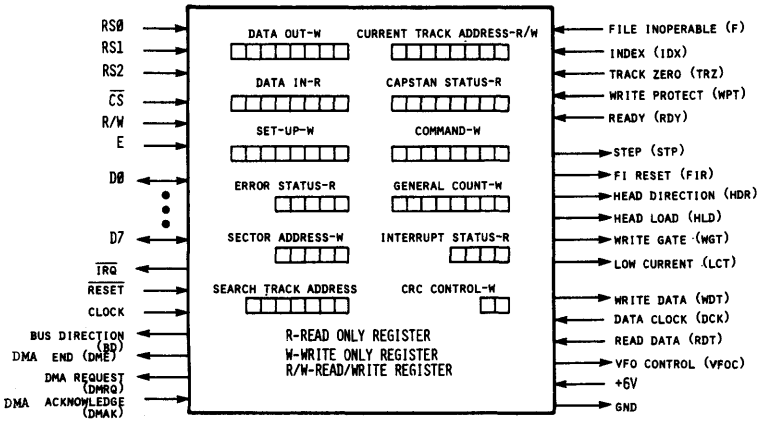 RS0
RS1
RS2
CS
R/W
E
D0
D7
IRQ
RESET
CLOCK
BUS DIRECTION
(BD)
DMA END (DME)
DMA REQUEST
(DMRQ)
DMA ACKNOWLEDGE
(DMAK)
DATA OUT-W
CURRENT TRACK ADDRESS-R/W
DATA IN-R
CAPSTAN STATUS-R
SET-UP-W
COMMAND-W
ERROR STATUS-R
GENERAL COUNT-W
SECTOR ADDRESS-W
INTERRUPT STATUS-R
SEARCH TRACK ADDRESS
CRC CONTROL-W
R-READ ONLY REGISTER
W-WRITE ONLY REGISTER
R/W-READ/WRITE REGISTER
FILE INOPERABLE (F)
INDEX (IDX)
TRACK ZERO (TRZ)
WRITE PROTECT (WPT)
READY (RDY)
STEP (STP)
FI RESET (FIR)
HEAD DIRECTION (HDR)
HEAD LOAD (HLD)
WRITE GATE (WGT)
LOW CURRENT (LCT)
WRITE DATA (WDT)
DATA CLOCK (DCK)
READ DATA (RDT)
VFO CONTROL (VFOC)
+6V
GND